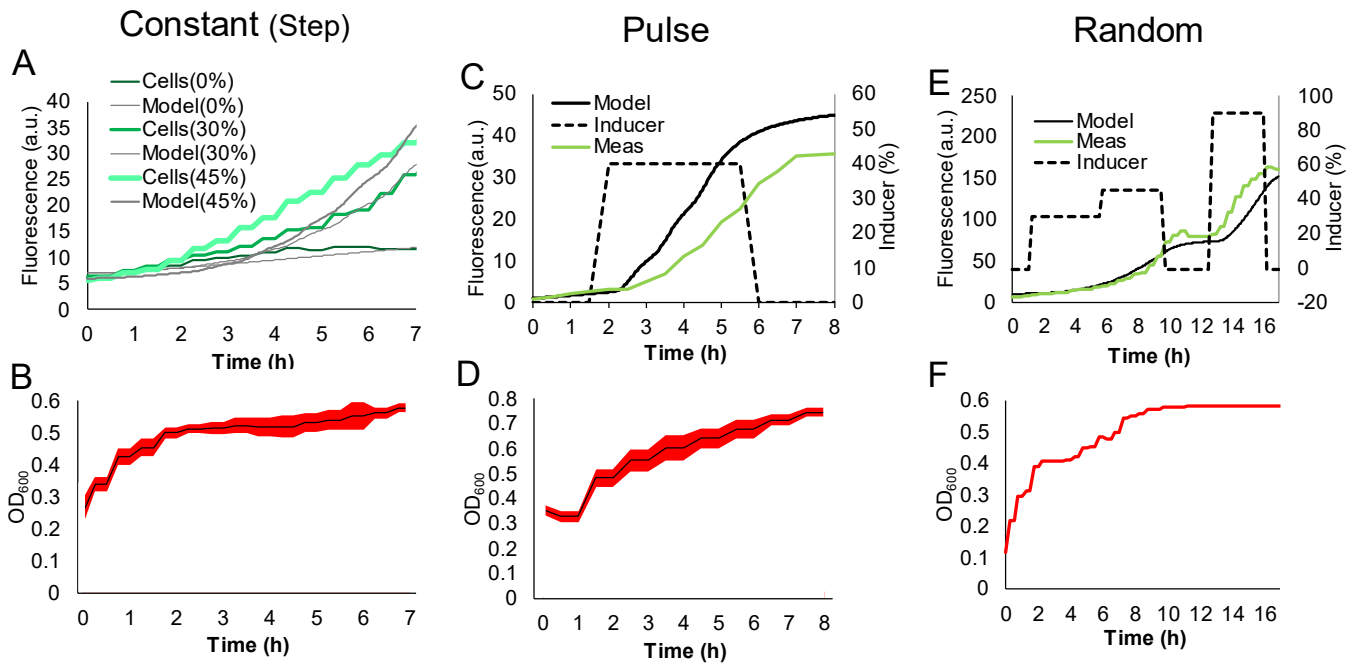 Constant (Step)
Pulse
Random
A
Cells(0%)
Model(0%)
Cells(30%)
Model(30%)
Cells(45%)
Model(45%)
Fluorescence (a.u.)
40
35
30
25
20
15
10
5
0
0 1 2 3 4 5 6 7
Time (h)
C
Model
Inducer
Meas
Fluorescence(a.u.)
50
40
30
20
10
0
60
50
40
30
20
10
0
Inducer (%)
0 1 2 3 4 5 6 7 8
Time (h)
E
Model
Meas
Inducer
Fluorescence(a.u.)
250
200
150
100
50
0
100
80
60
40
20
0
-20
Inducer (%)
0 2 4 6 8 10 12 14 16
Time (h)
B
OD600
0.6
0.5
0.4
0.3
0.2
0.1
0
0 1 2 3 4 5 6 7
Time (h)
D
OD600
0.8
0.7
0.6
0.5
0.4
0.3
0.2
0.1
0
0 1 2 3 4 5 6 7 8
Time (h)
F
OD600
0.6
0.5
0.4
0.3
0.2
0.1
0
0 2 4 6 8 10 12 14 16
Time (h)